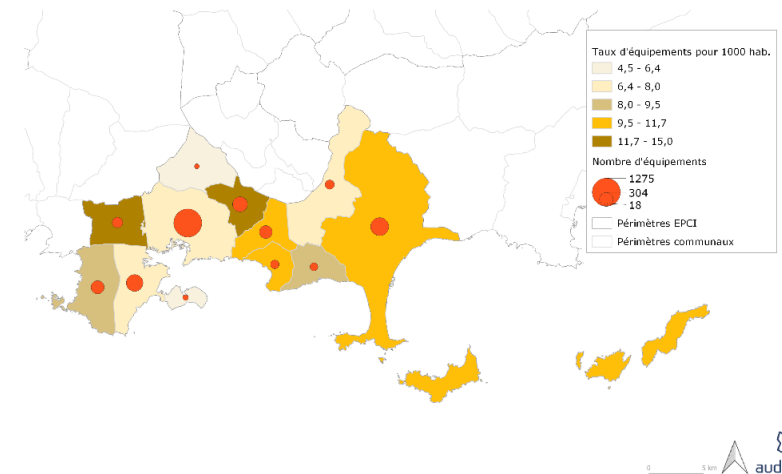 Taux d'équipements pour 1000 hab.
4,5 - 6,4
6,4 - 8,0
8,0 - 9,5
9,5 - 11,7
11,7 - 15,0
Nombre d'équipements
1275
304
18
Périmètres EPCI
Périmètres communaux
0 5 km
aud